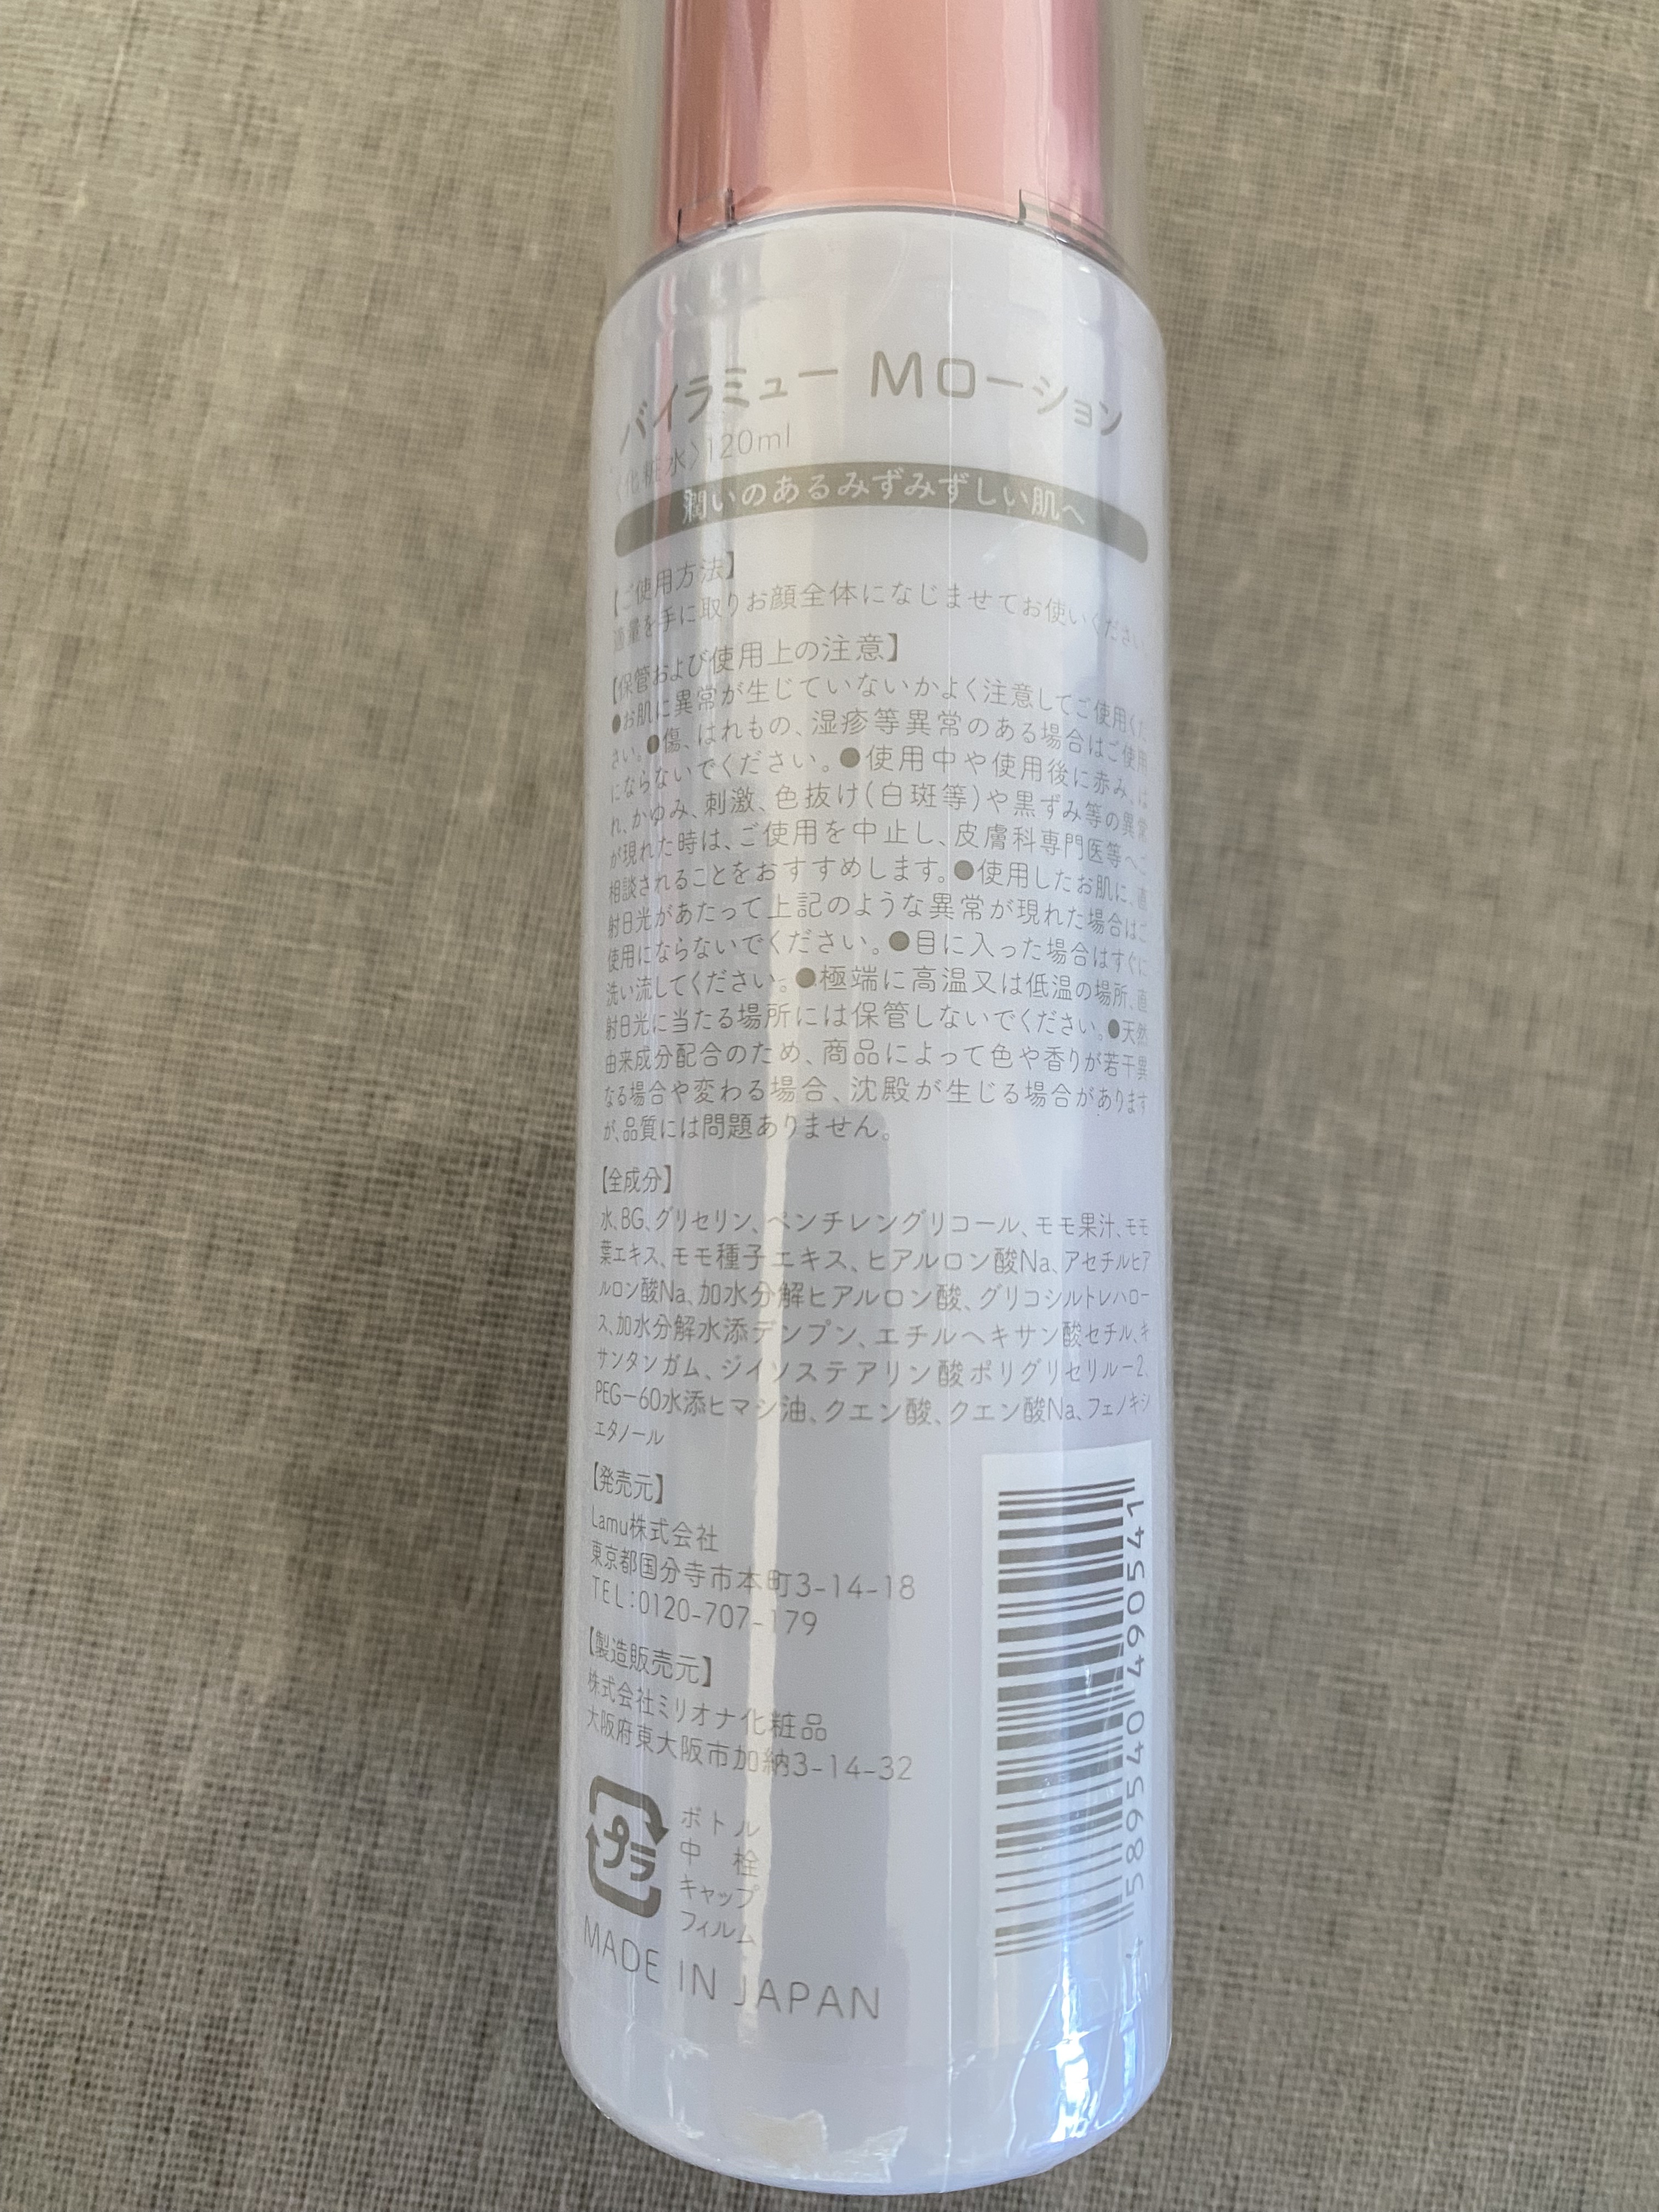 バイラミュー Mローション
〈化粧水〉120ml
潤いのあるみずみずしい肌へ
【ご使用方法】
適量を手に取りお顔全体になじませてお使いください。
【保管および使用上の注意】
●お肌に異常が生じていないかよく注意してご使用くだ
さい。●傷、はれもの、湿疹等異常のある場合はご使用
にならないでください。●使用中や使用後に赤み、は
れ、かゆみ、刺激、色抜け(白斑等)や黒ずみ等の異常
が現れた時は、ご使用を中止し、皮膚科専門医等へご
相談されることをおすすめします。●使用したお肌に、直
射日光があたって上記のような異常が現れた場合はご
使用にならないでください。●目に入った場合はすぐに
洗い流してください。●極端に高温又は低温の場所、直
射日光に当たる場所には保管しないでください。●天然
由来成分配合のため、商品によって色や香りが若干異
なる場合や変わる場合、沈殿が生じる場合があります
が、品質には問題ありません。
【全成分】
水、BG、グリセリン、ペンチレングリコール、モモ果汁、モモ
葉エキス、モモ種子エキス、ヒアルロン酸Na、アセチルヒア
ルロン酸Na、加水分解ヒアルロン酸、グリコシルトレハロー
ス、加水分解水添デンプン、エチルヘキサン酸セチル、キ
サンタンガム、ジイソステアリン酸ポリグリセリル－2、
PEG－60水添ヒマシ油、クエン酸、クエン酸Na、フェノキシ
エタノール
【発売元】
Lamu株式会社
東京都国分寺市本町3-14-18
TEL:0120-707-179
【製造販売元】
株式会社ミリオナ化粧品
大阪府東大阪市加納3-14-32
プラ
ボトル
中栓
キャップ
フィルム
MADE IN JAPAN
4 589540 490541